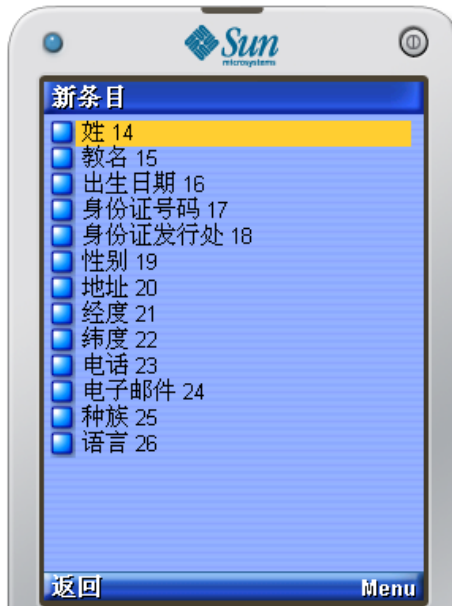 Sun
microsystems
新条目
姓 14
教名 15
出生日期 16
身份证号码 17
身份证发行处 18
性别 19
地址 20
经度 21
纬度 22
电话 23
电子邮件 24
种族 25
语言 26
返回 Menu